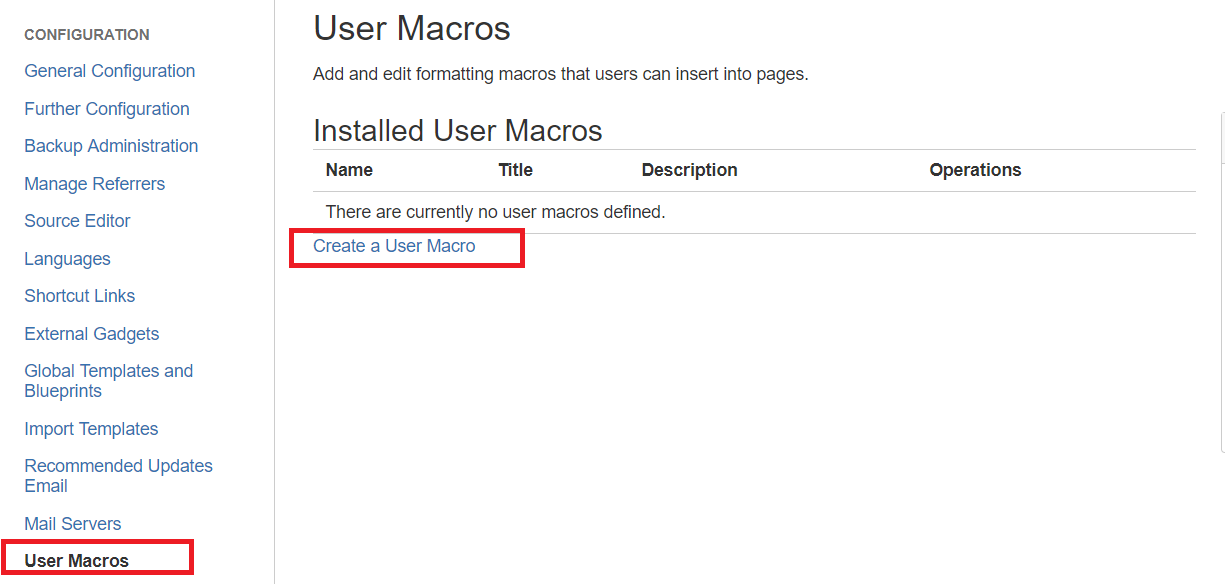 CONFIGURATION
General Configuration
Further Configuration
Backup Administration
Manage Referrers
Source Editor
Languages
Shortcut Links
External Gadgets
Global Templates and
Blueprints
Import Templates
Recommended Updates
Email
Mail Servers
User Macros
User Macros
Add and edit formatting macros that users can insert into pages.
Installed User Macros
Name Title Description Operations
There are currently no user macros defined.
Create a User Macro